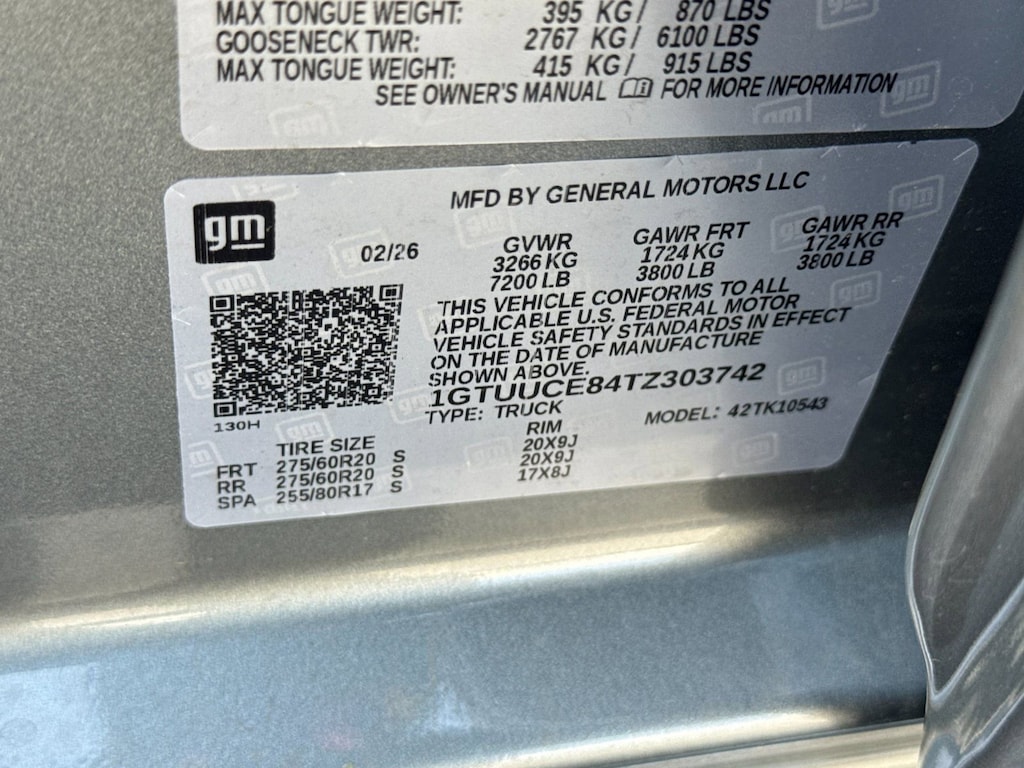 MAX TONGUE WEIGHT: 395 KG/ 870 LBS
GOOSENECK TWR: 2767 KG/ 6100 LBS
MAX TONGUE WEIGHT: 415 KG/ 915 LBS
SEE OWNER'S MANUAL FOR MORE INFORMATION
gm
MFD BY GENERAL MOTORS LLC
02/26
GVWR GAWR FRT GAWR RR
3266 KG 1724 KG 1724 KG
7200 LB 3800 LB 3800 LB
THIS VEHICLE CONFORMS TO ALL
APPLICABLE U.S. FEDERAL MOTOR
VEHICLE SAFETY STANDARDS IN EFFECT
ON THE DATE OF MANUFACTURE
SHOWN ABOVE.
1GTUUCE84TZ303742
TYPE: TRUCK MODEL: 42TK10543
130H
TIRE SIZE RIM
FRT 275/60R20 S 20X9J
RR 275/60R20 S 20X9J
SPA 255/80R17 S 17X8J